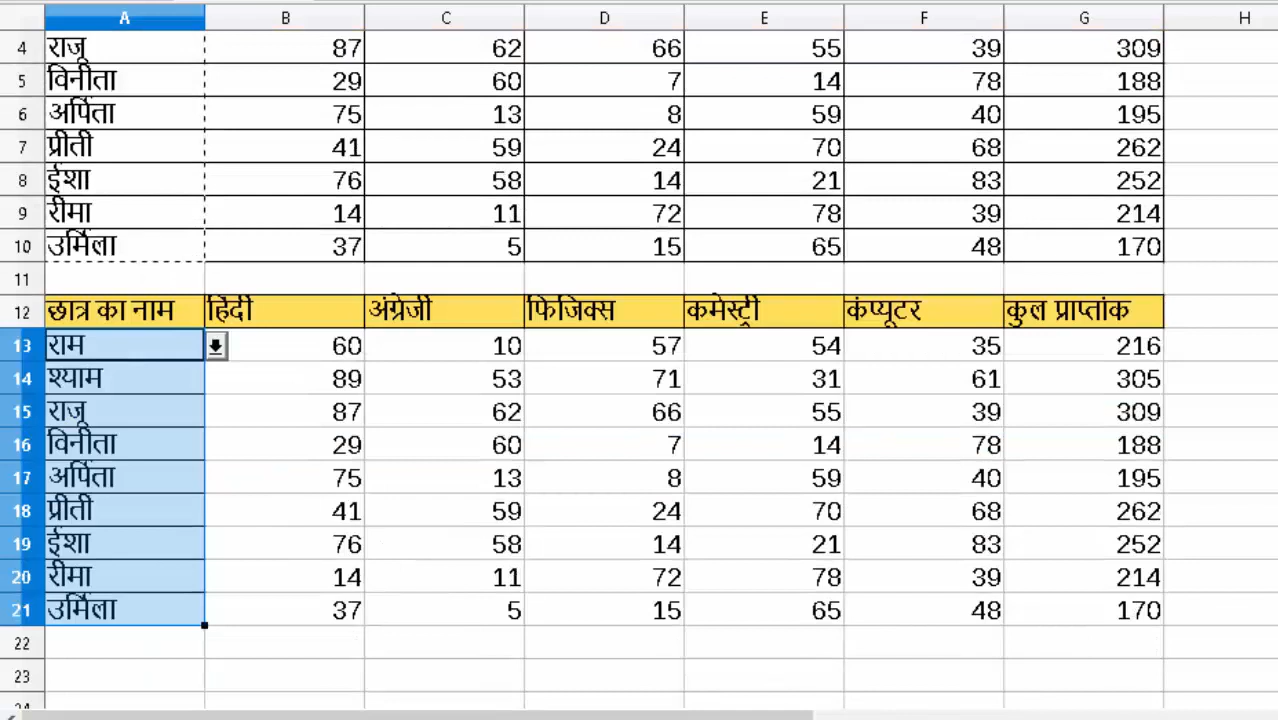 A B C D E F G H
4 राजू 87 62 66 55 39 309
5 विनीता 29 60 7 14 78 188
6 अर्पिता 75 13 8 59 40 195
7 प्रीती 41 59 24 70 68 262
8 ईशा 76 58 14 21 83 252
9 रीमा 14 11 72 78 39 214
10 उर्मिला 37 5 15 65 48 170
11
12 छात्र का नाम हिंदी अंग्रेजी फिजिक्स कमेस्ट्री कंप्यूटर कुल प्राप्तांक
13 राम 60 10 57 54 35 216
14 श्याम 89 53 71 31 61 305
15 राजू 87 62 66 55 39 309
16 विनीता 29 60 7 14 78 188
17 अर्पिता 75 13 8 59 40 195
18 प्रीती 41 59 24 70 68 262
19 ईशा 76 58 14 21 83 252
20 रीमा 14 11 72 78 39 214
21 उर्मिला 37 5 15 65 48 170
22
23